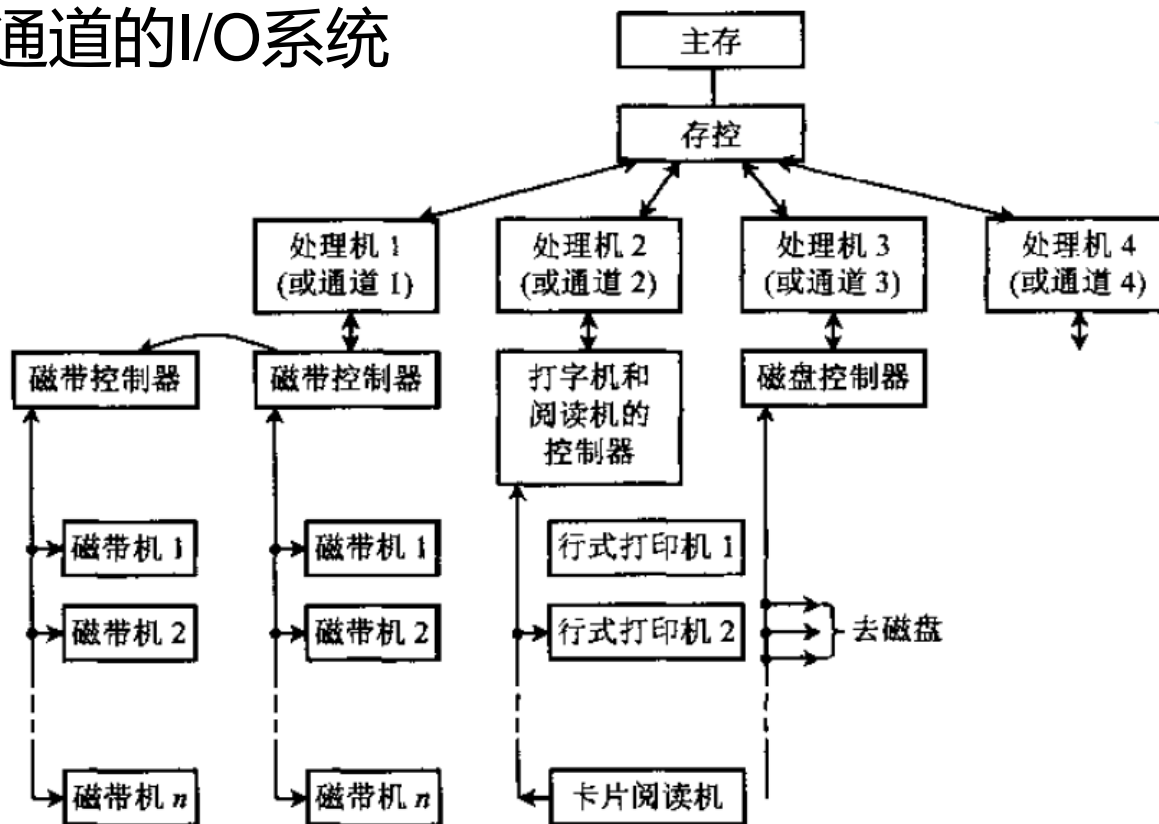 通道的I/O系统
主存
存控
处理机 1
(或通道 1)
处理机 2
(或通道 2)
处理机 3
(或通道 3)
处理机 4
(或通道 4)
磁带控制器
磁带控制器
打字机和
阅读机的
控制器
磁盘控制器
磁带机 1
磁带机 1
行式打印机 1
磁带机 2
磁带机 2
行式打印机 2
去磁盘
磁带机 n
磁带机 n
卡片阅读机